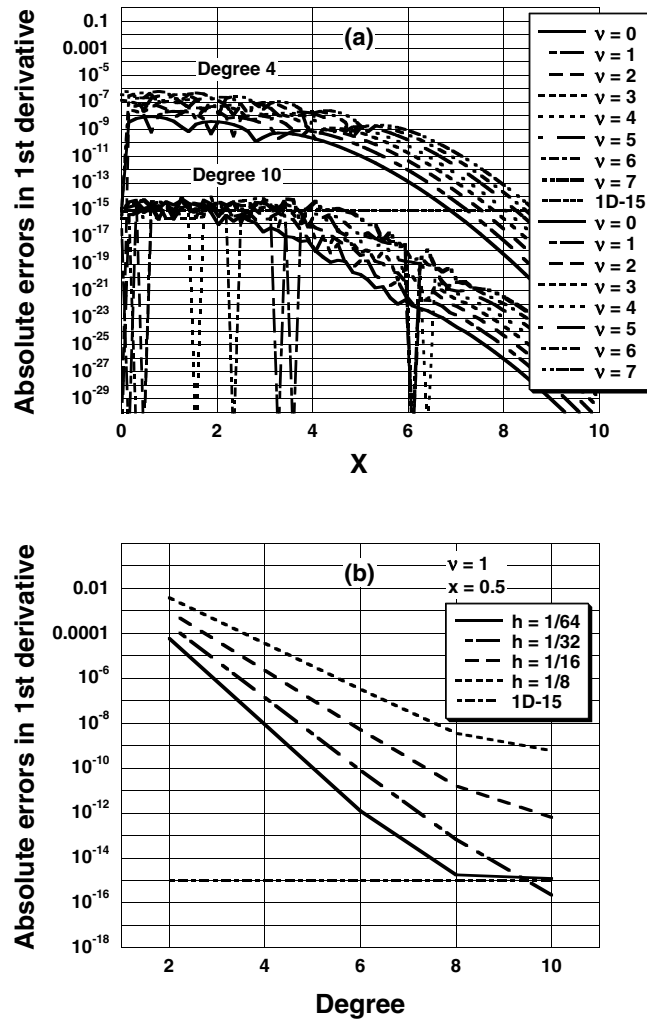 (a)
Absolute errors in 1st derivative
0.1
0.001
10⁻⁵
10⁻⁷
10⁻⁹
10⁻¹¹
10⁻¹³
10⁻¹⁵
10⁻¹⁷
10⁻¹⁹
10⁻²¹
10⁻²³
10⁻²⁵
10⁻²⁷
10⁻²⁹
Degree 4
Degree 10
0 2 4 6 8 10
X
ν = 0
ν = 1
ν = 2
ν = 3
ν = 4
ν = 5
ν = 6
ν = 7
1D-15
ν = 0
ν = 1
ν = 2
ν = 3
ν = 4
ν = 5
ν = 6
ν = 7
(b)
Absolute errors in 1st derivative
0.01
0.0001
10⁻⁶
10⁻⁸
10⁻¹⁰
10⁻¹²
10⁻¹⁴
10⁻¹⁶
10⁻¹⁸
ν = 1
x = 0.5
h = 1/64
h = 1/32
h = 1/16
h = 1/8
1D-15
2 4 6 8 10
Degree